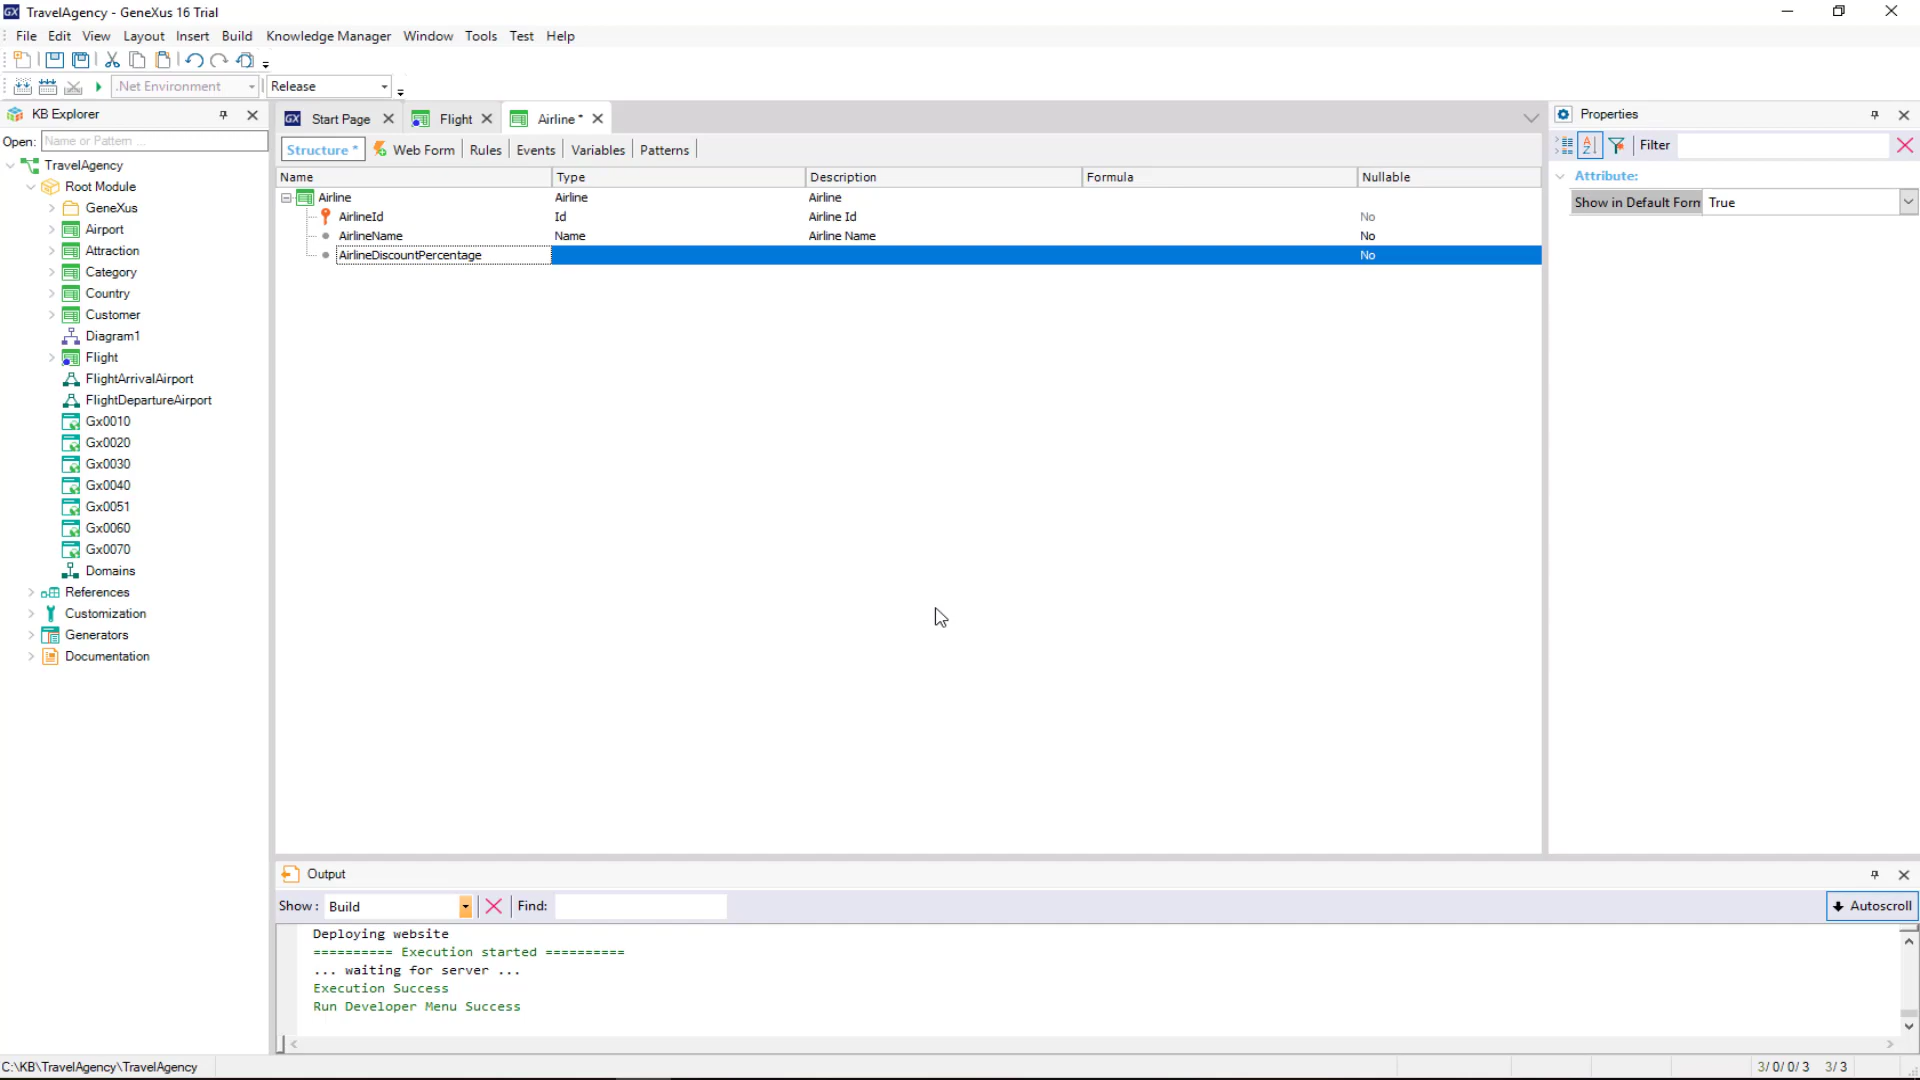 GX TravelAgency - GeneXus 16 Trial
File Edit View Layout Insert Build Knowledge Manager Window Tools Test Help
.Net Environment Release
KB Explorer
Open: Name or Pattern ...
TravelAgency
Root Module
GeneXus
Airport
Attraction
Category
Country
Customer
Diagram1
Flight
FlightArrivalAirport
FlightDepartureAirport
Gx0010
Gx0020
Gx0030
Gx0040
Gx0051
Gx0060
Gx0070
Domains
References
Customization
Generators
Documentation
GX Start Page Flight Airline *
Structure * Web Form Rules Events Variables Patterns
Name Type Description Formula Nullable
Airline Airline Airline
AirlineId Id Airline Id No
AirlineName Name Airline Name No
AirlineDiscountPercentage No
Properties
Filter
Attribute:
Show in Default Form True
Output
Show : Build Find: Autoscroll
Deploying website
========== Execution started ==========
... waiting for server ...
Execution Success
Run Developer Menu Success
C:\KB\TravelAgency\TravelAgency 3/0/0/3 3/3